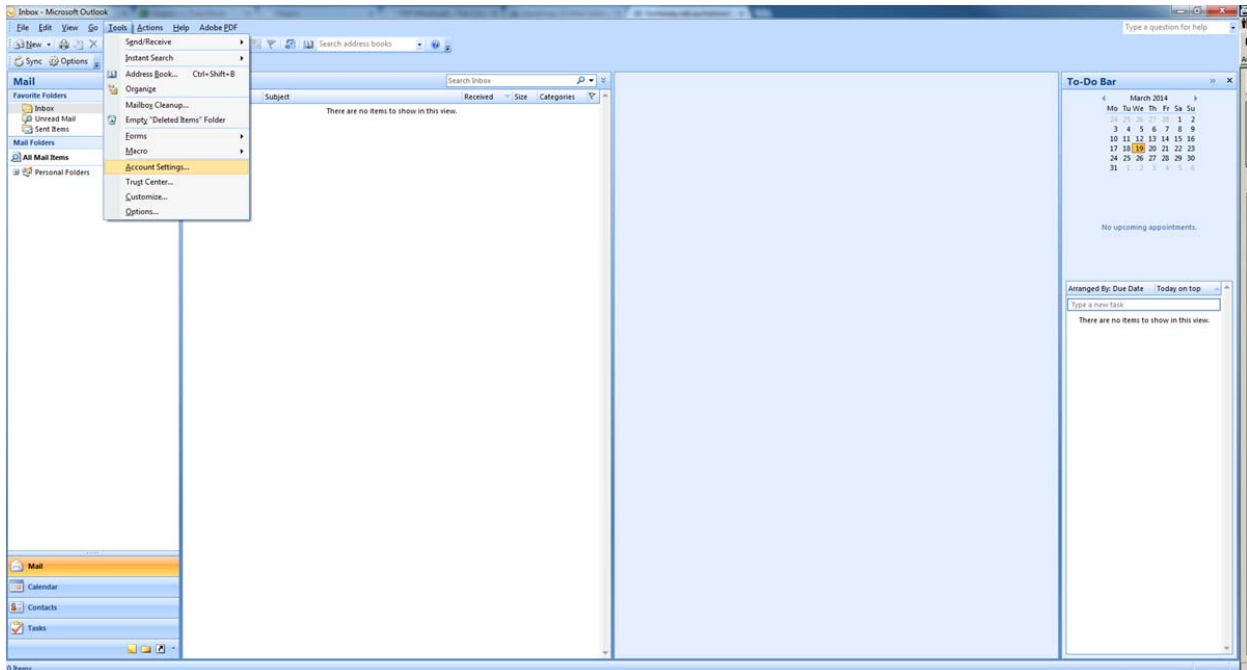 Inbox - Microsoft Outlook
File Edit View Go Tools Actions Help Adobe PDF
Type a question for help
New
Search address books
Sync Options
Send/Receive
Instant Search
Address Book... Ctrl+Shift+B
Organize
Mailbox Cleanup...
Empty "Deleted Items" Folder
Forms
Macro
Account Settings...
Trust Center...
Customize...
Options...
Mail
Favorite Folders
Inbox
Unread Mail
Sent Items
Mail Folders
All Mail Items
Personal Folders
Search Inbox
Subject Received Size Categories
There are no items to show in this view.
To-Do Bar
March 2014
Mo Tu We Th Fr Sa Su
24 25 26 27 28 1 2
3 4 5 6 7 8 9
10 11 12 13 14 15 16
17 18 19 20 21 22 23
24 25 26 27 28 29 30
31 1 2 3 4 5 6
No upcoming appointments.
Arranged By: Due Date Today on top
Type a new task
There are no items to show in this view.
Mail
Calendar
Contacts
Tasks
0 Items